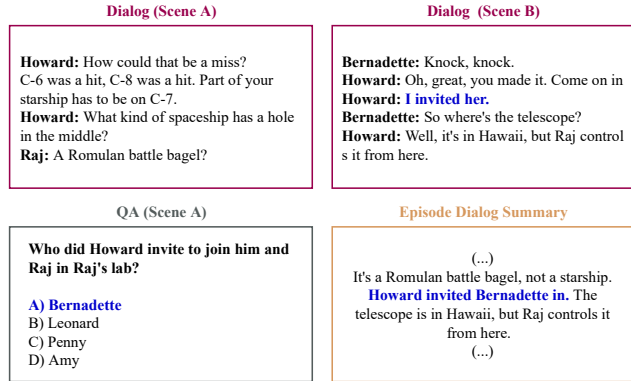 Dialog (Scene A)
Howard: How could that be a miss?
C-6 was a hit, C-8 was a hit. Part of your
starship has to be on C-7.
Howard: What kind of spaceship has a hole
in the middle?
Raj: A Romulan battle bagel?
Dialog (Scene B)
Bernadette: Knock, knock.
Howard: Oh, great, you made it. Come on in
Howard: I invited her.
Bernadette: So where's the telescope?
Howard: Well, it's in Hawaii, but Raj control
s it from here.
QA (Scene A)
Who did Howard invite to join him and
Raj in Raj's lab?
A) Bernadette
B) Leonard
C) Penny
D) Amy
Episode Dialog Summary
(...)
It's a Romulan battle bagel, not a starship.
Howard invited Bernadette in. The
telescope is in Hawaii, but Raj controls it
from here.
(...)